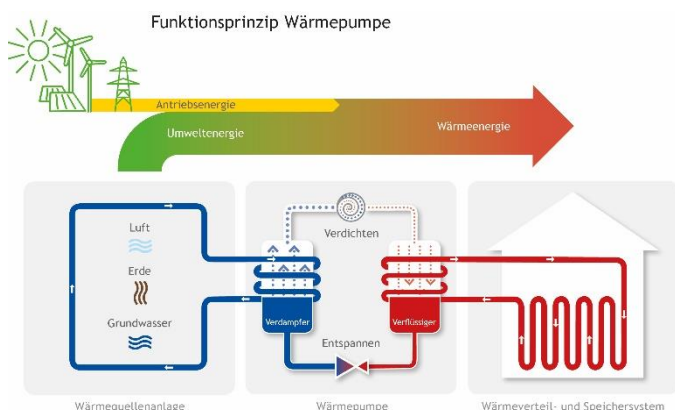 Funktionsprinzip Wärmepumpe
Antriebsenergie
Umweltenergie
Wärmeenergie
Luft
Erde
Grundwasser
Verdichten
Verdampfer
Verflüssiger
Entspannen
Wärmequellenanlage
Wärmepumpe
Wärmeverteil- und Speichersystem